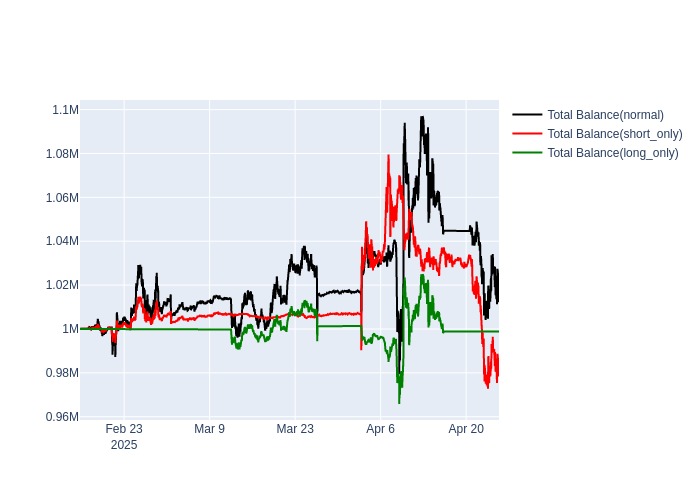 1.1M
1.08M
1.06M
1.04M
1.02M
1M
0.98M
0.96M
Feb 23
2025
Mar 9
Mar 23
Apr 6
Apr 20
Total Balance(normal)
Total Balance(short_only)
Total Balance(long_only)